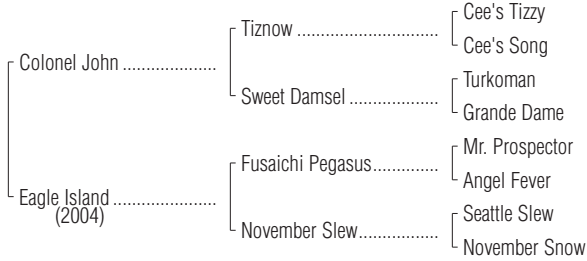 Cee's Tizzy
Tiznow ..............................
Cee's Song
Colonel John ....................
Turkoman
Sweet Damsel ...................
Grande Dame
Mr. Prospector
Fusaichi Pegasus..............
Angel Fever
Eagle Island ......................
(2004)
Seattle Slew
November Slew.................
November Snow